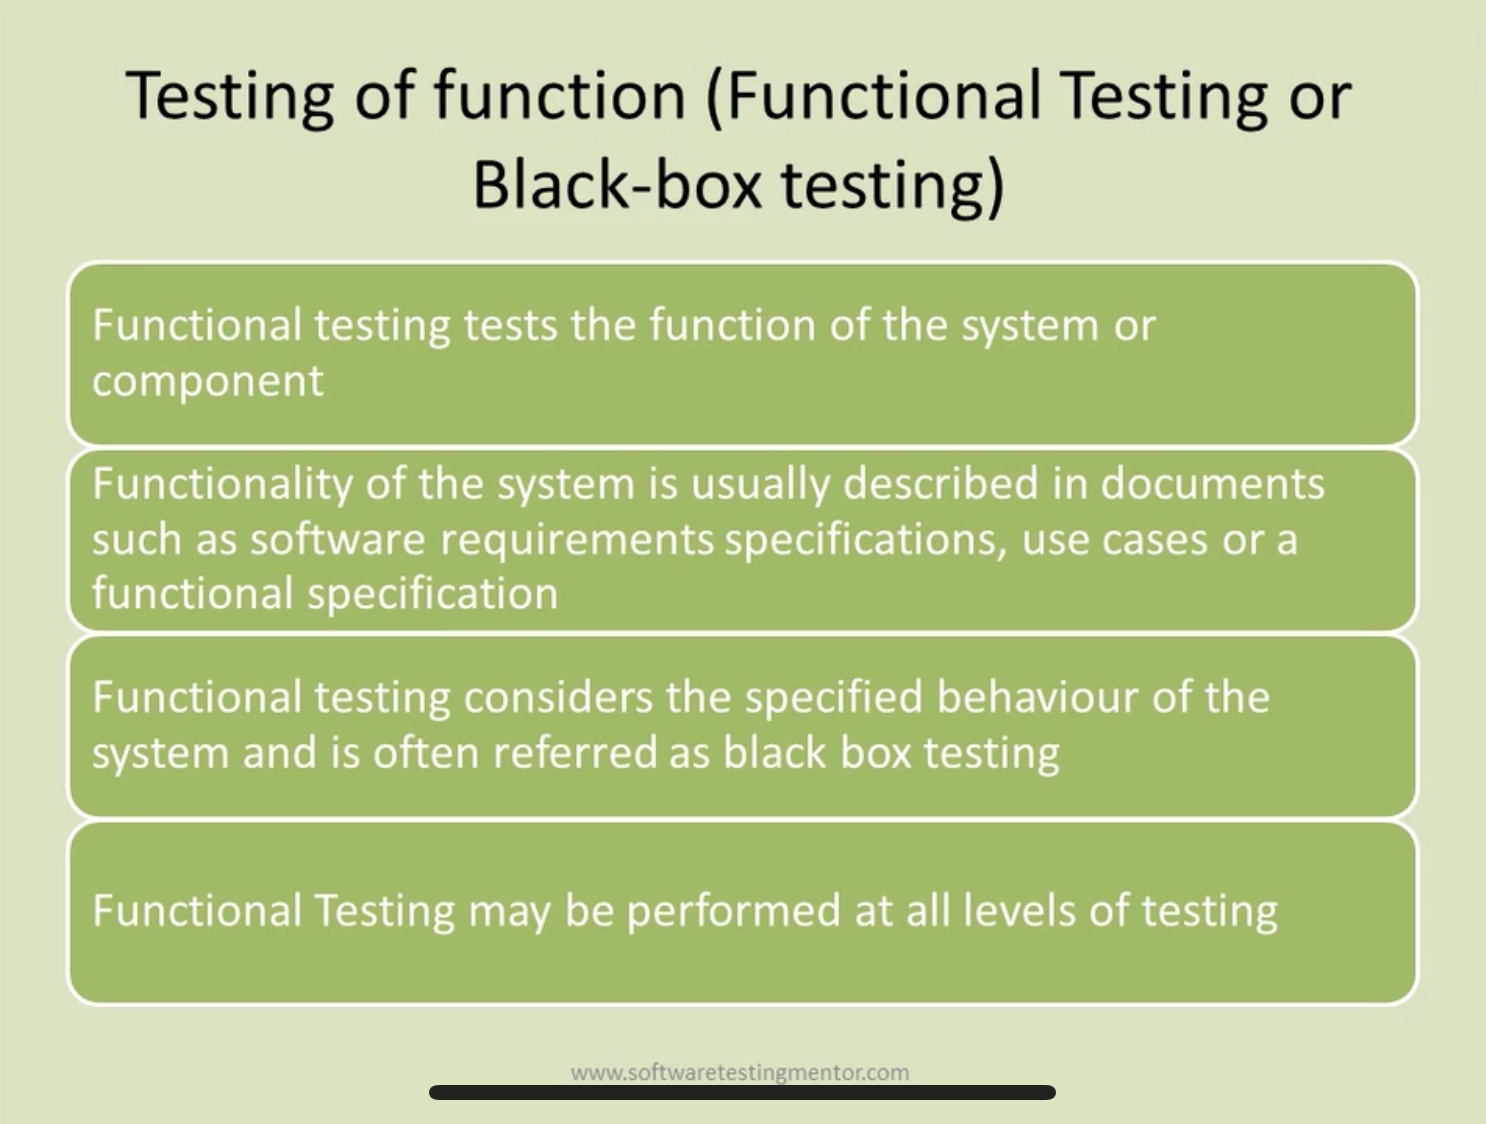 Testing of function (Functional Testing or
Black-box testing)
Functional testing tests the function of the system or
component
Functionality of the system is usually described in documents
such as software requirements specifications, use cases or a
functional specification
Functional testing considers the specified behaviour of the
system and is often referred as black box testing
Functional Testing may be performed at all levels of testing
www.softwaretestingmentor.com